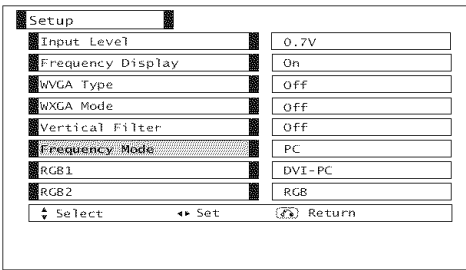 Setup
Input Level 0.7V
Frequency Display On
WVGA Type Off
WXGA Mode Off
Vertical Filter Off
Frequency Mode PC
RGB1 DVI-PC
RGB2 RGB
Select Set Return